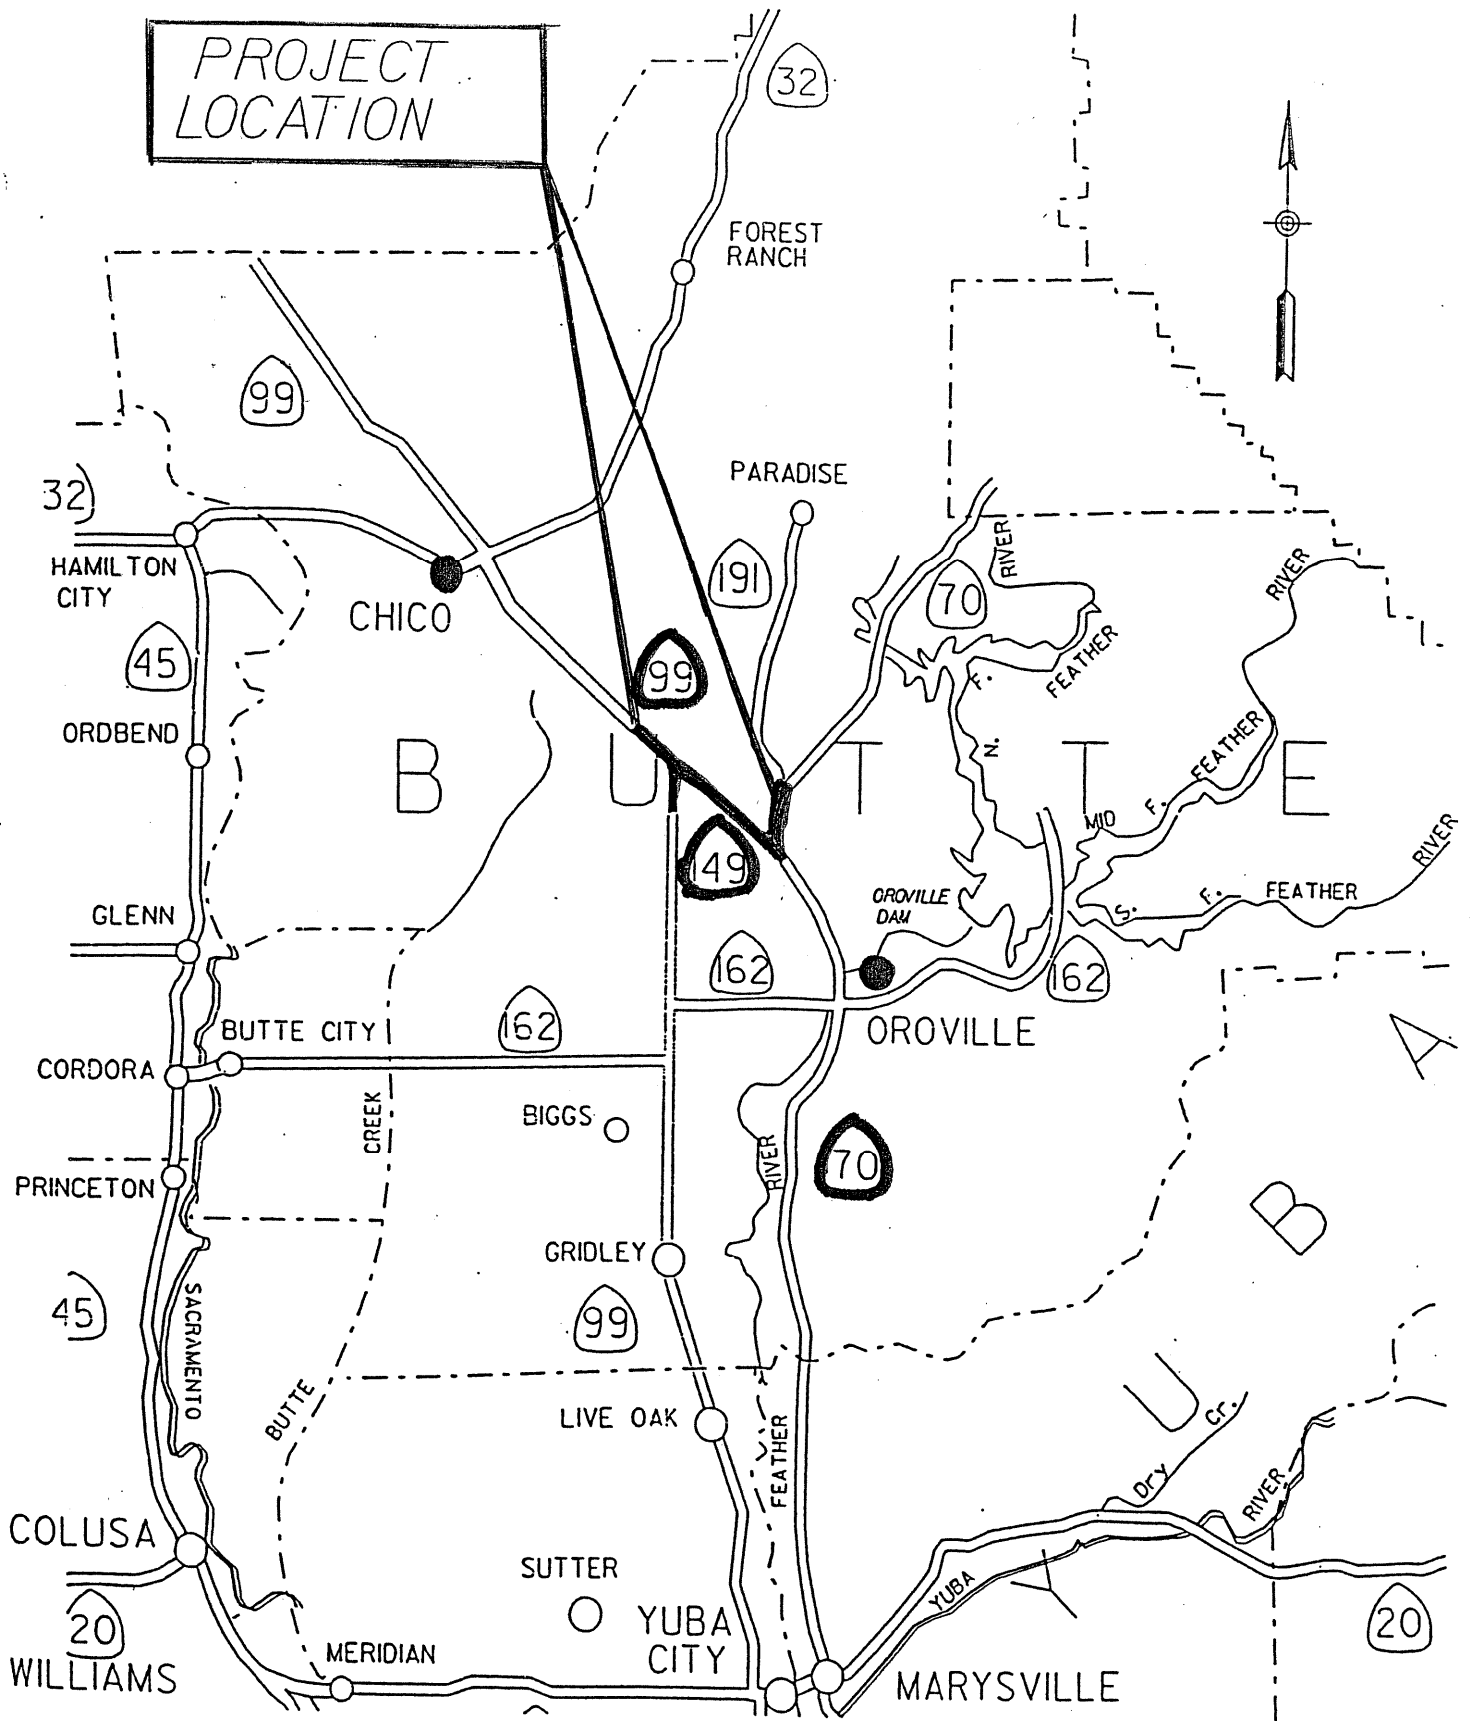 PROJECT
LOCATION
32
FOREST
RANCH
99
PARADISE
32
191
HAMILTON
CITY
CHICO
70
RIVER
RIVER
45
99
F.
FEATHER
ORDBEND
B U T T E
N.
FEATHER
F.
MID
149
RIVER
GLENN
OROVILLE
DAM
S.
F.
FEATHER
162
162
BUTTE CITY
162
OROVILLE
A
CORDORA
BIGGS
CREEK
RIVER
70
PRINCETON
B
GRIDLEY
45
SACRAMENTO
99
U
BUTTE
LIVE OAK
FEATHER
Cr.
Dry
RIVER
COLUSA
SUTTER
Y
YUBA
20
YUBA
CITY
20
WILLIAMS
MERIDIAN
MARYSVILLE